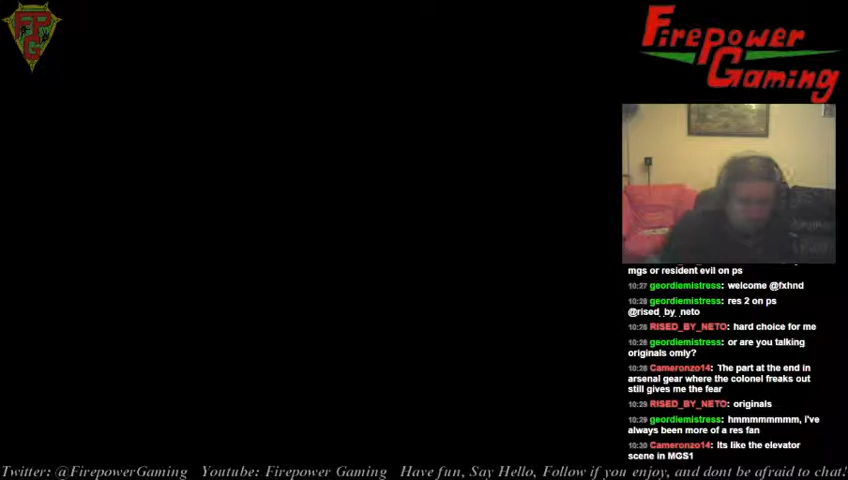 FPG
Firepower
Gaming
mgs or resident evil on ps
10:27 geordiemistress: welcome @fxhnd
10:28 geordiemistress: res 2 on ps
@rised_by_neto
10:28 RISED_BY_NETO: hard choice for me
10:28 geordiemistress: or are you talking
originals omly?
10:28 Cameronzo14: The part at the end in
arsenal gear where the colonel freaks out
still gives me the fear
10:29 RISED_BY_NETO: originals
10:29 geordiemistress: hmmmmmmmm, i've
always been more of a res fan
10:30 Cameronzo14: Its like the elevator
scene in MGS1
Twitter: @FirepowerGaming Youtube: Firepower Gaming Have fun, Say Hello, Follow if you enjoy, and dont be afraid to chat!